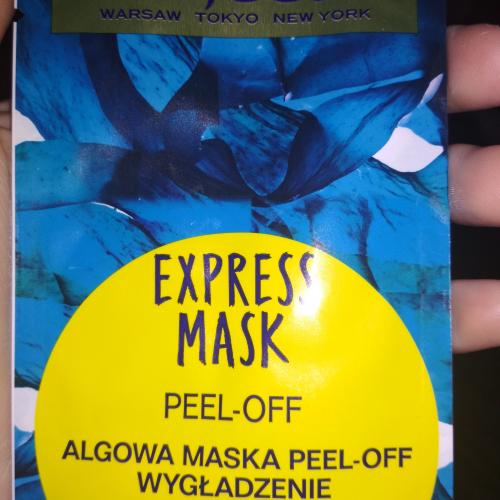 WARSAW TOKYO NEW YORK
EXPRESS
MASK
PEEL-OFF
ALGOWA MASKA PEEL-OFF
WYGŁADZENIE